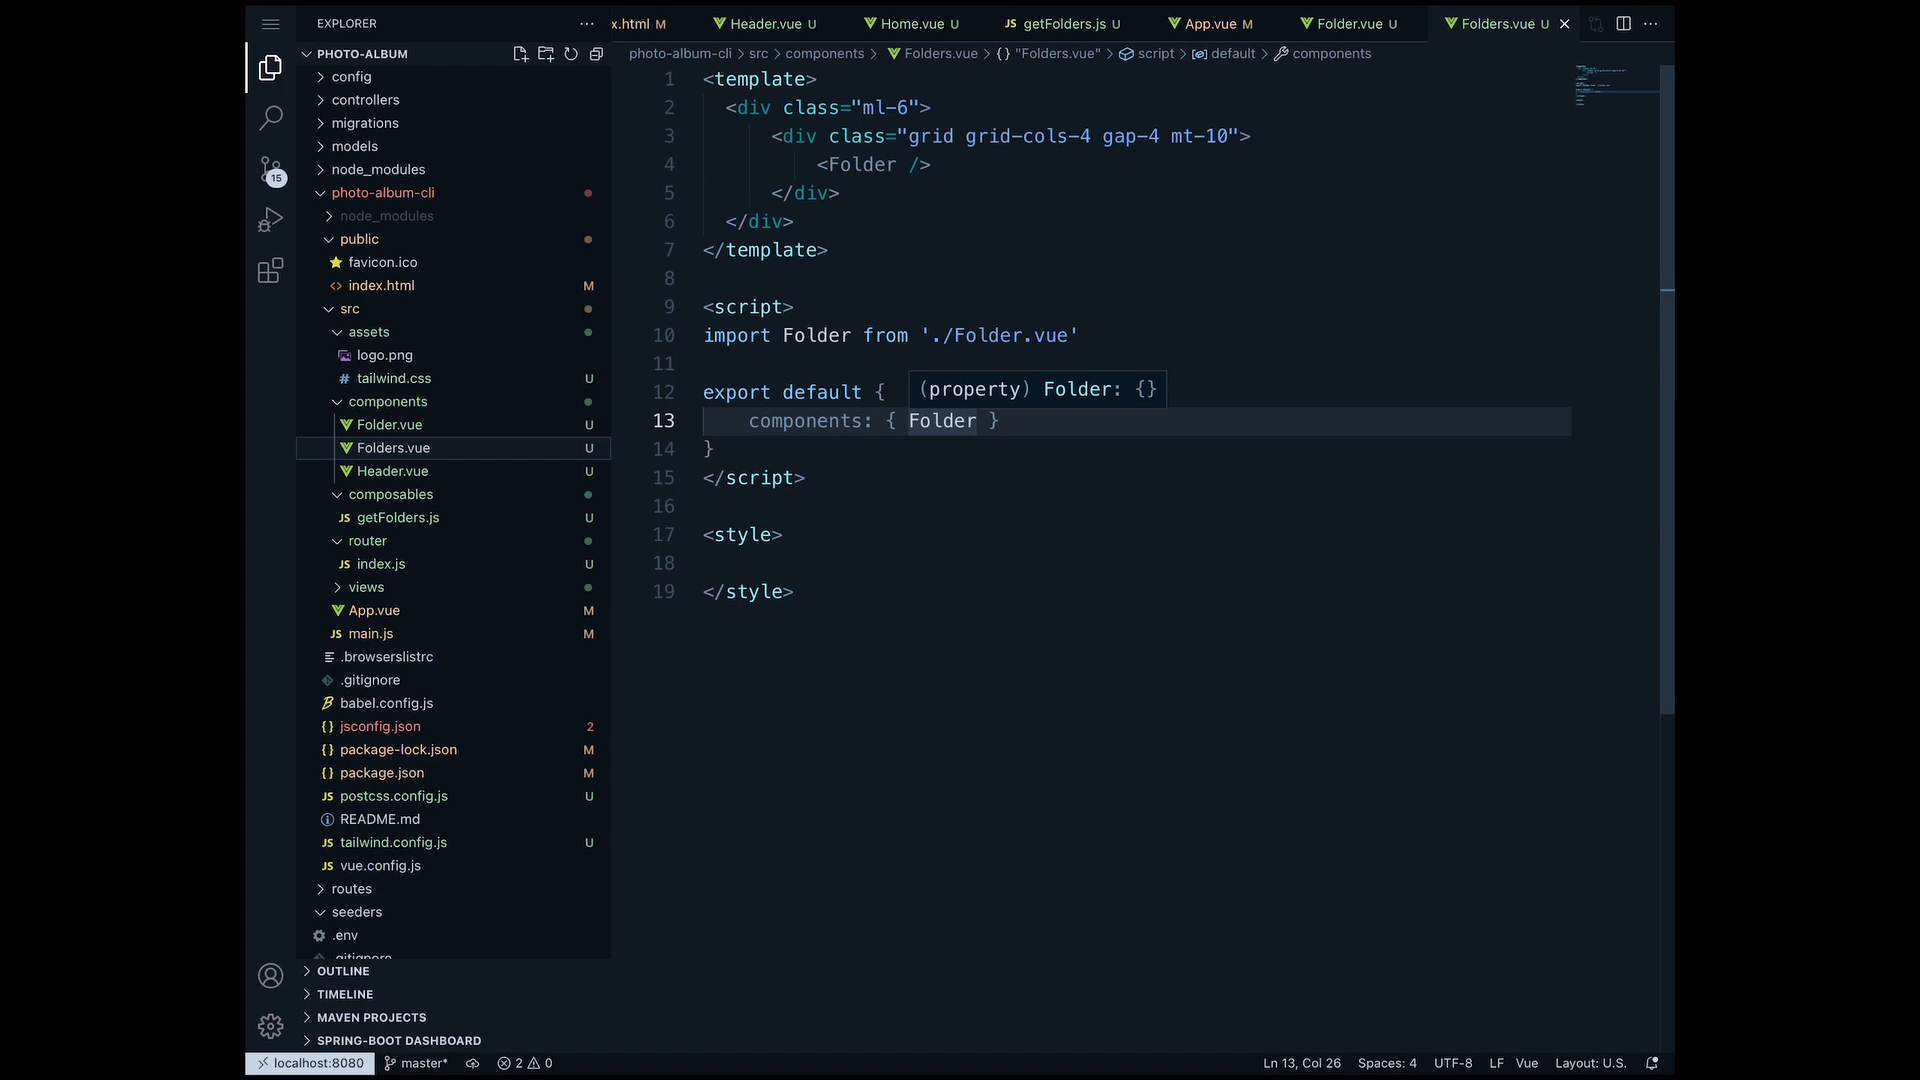 EXPLORER
PHOTO-ALBUM
config
controllers
migrations
models
node_modules
photo-album-cli
node_modules
public
favicon.ico
index.html M
src
assets
logo.png
tailwind.css U
components
Folder.vue U
Folders.vue U
Header.vue U
composables
getFolders.js U
router
index.js U
views
App.vue M
main.js M
.browserslistrc
.gitignore
babel.config.js
jsconfig.json 2
package-lock.json M
package.json M
postcss.config.js U
README.md
tailwind.config.js U
vue.config.js
routes
seeders
.env
.gitignore
OUTLINE
TIMELINE
MAVEN PROJECTS
SPRING-BOOT DASHBOARD
15
x.html M Header.vue U Home.vue U JS getFolders.js U App.vue M Folder.vue U Folders.vue U
photo-album-cli > src > components > Folders.vue > {} "Folders.vue" > script > default > components
1 <template>
2 <div class="ml-6">
3 <div class="grid grid-cols-4 gap-4 mt-10">
4 <Folder />
5 </div>
6 </div>
7 </template>
8
9 <script>
10 import Folder from './Folder.vue'
11
12 export default {
(property) Folder: {}
13 components: { Folder }
14 }
15 </script>
16
17 <style>
18
19 </style>
localhost:8080 master* 2 0 Ln 13, Col 26 Spaces: 4 UTF-8 LF Vue Layout: U.S.